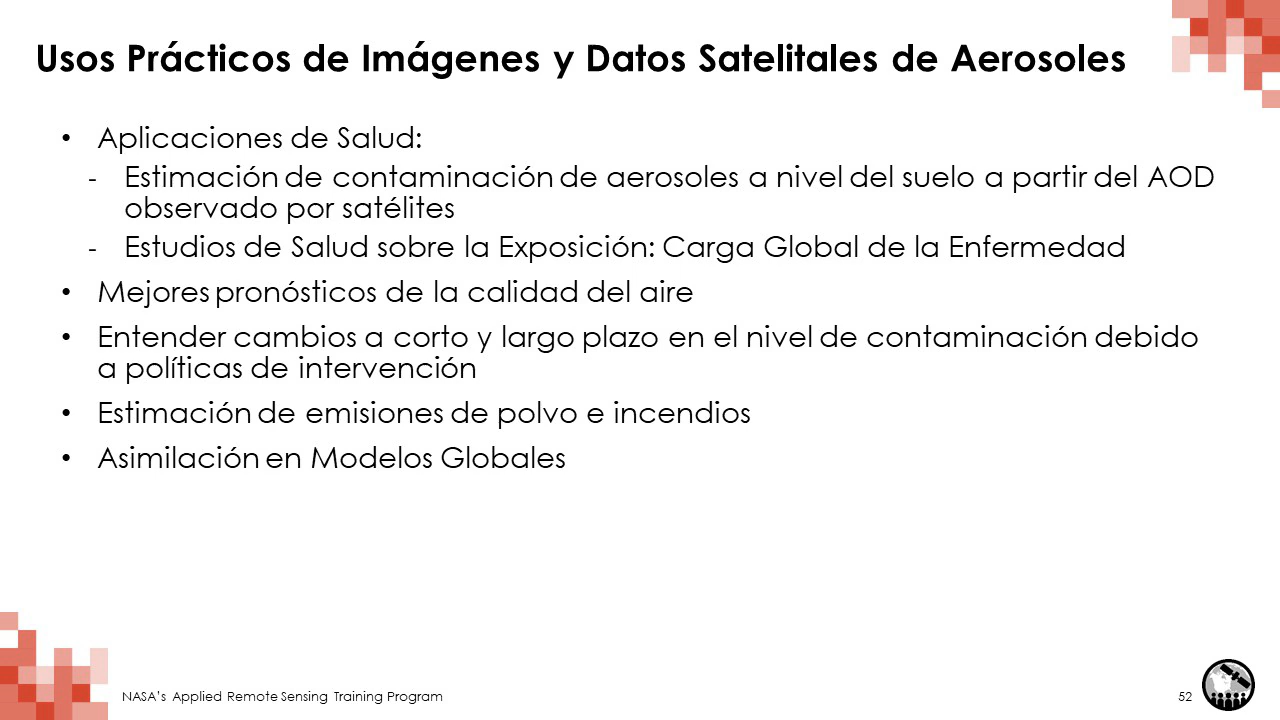 Usos Prácticos de Imágenes y Datos Satelitales de Aerosoles
• Aplicaciones de Salud:
- Estimación de contaminación de aerosoles a nivel del suelo a partir del AOD
observado por satélites
- Estudios de Salud sobre la Exposición: Carga Global de la Enfermedad
• Mejores pronósticos de la calidad del aire
• Entender cambios a corto y largo plazo en el nivel de contaminación debido
a políticas de intervención
• Estimación de emisiones de polvo e incendios
• Asimilación en Modelos Globales
NASA's Applied Remote Sensing Training Program
52